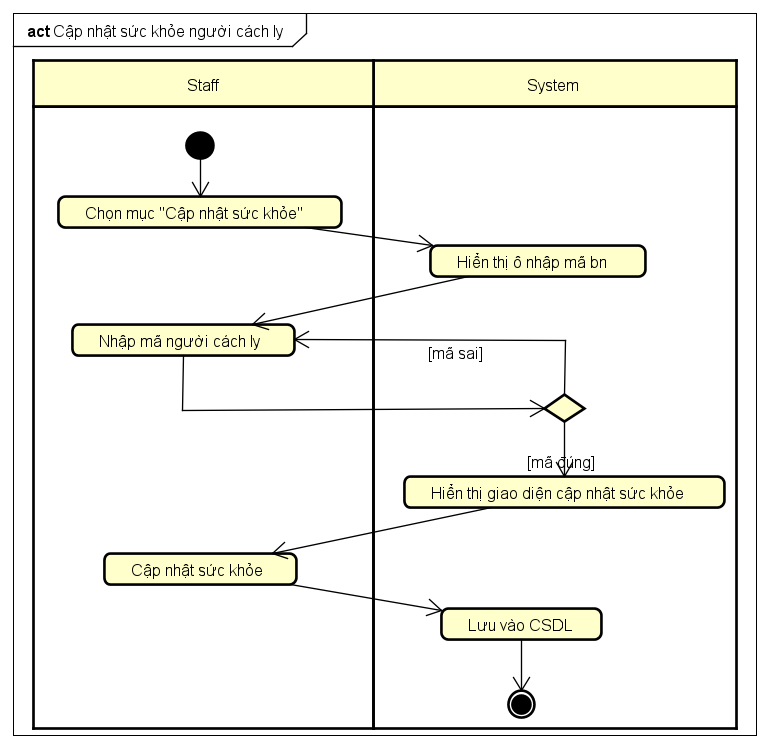 act Cập nhật sức khỏe người cách ly
Staff
System
Chọn mục "Cập nhật sức khỏe"
Hiển thị ô nhập mã bn
Nhập mã người cách ly
[mã sai]
[mã đúng]
Hiển thị giao diện cập nhật sức khỏe
Cập nhật sức khỏe
Lưu vào CSDL